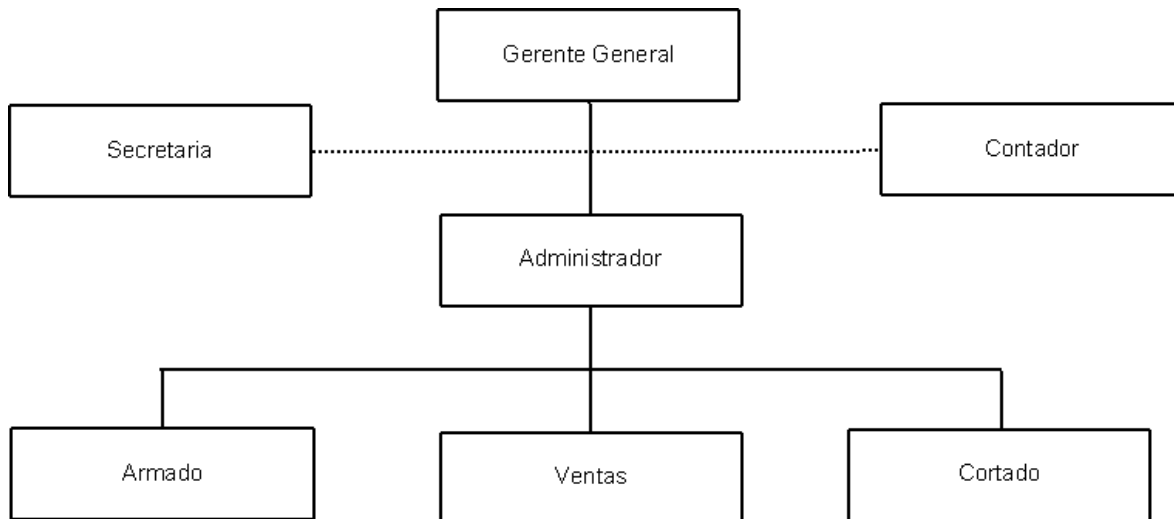 Gerente General
Secretaria
Contador
Administrador
Armado
Ventas
Cortado